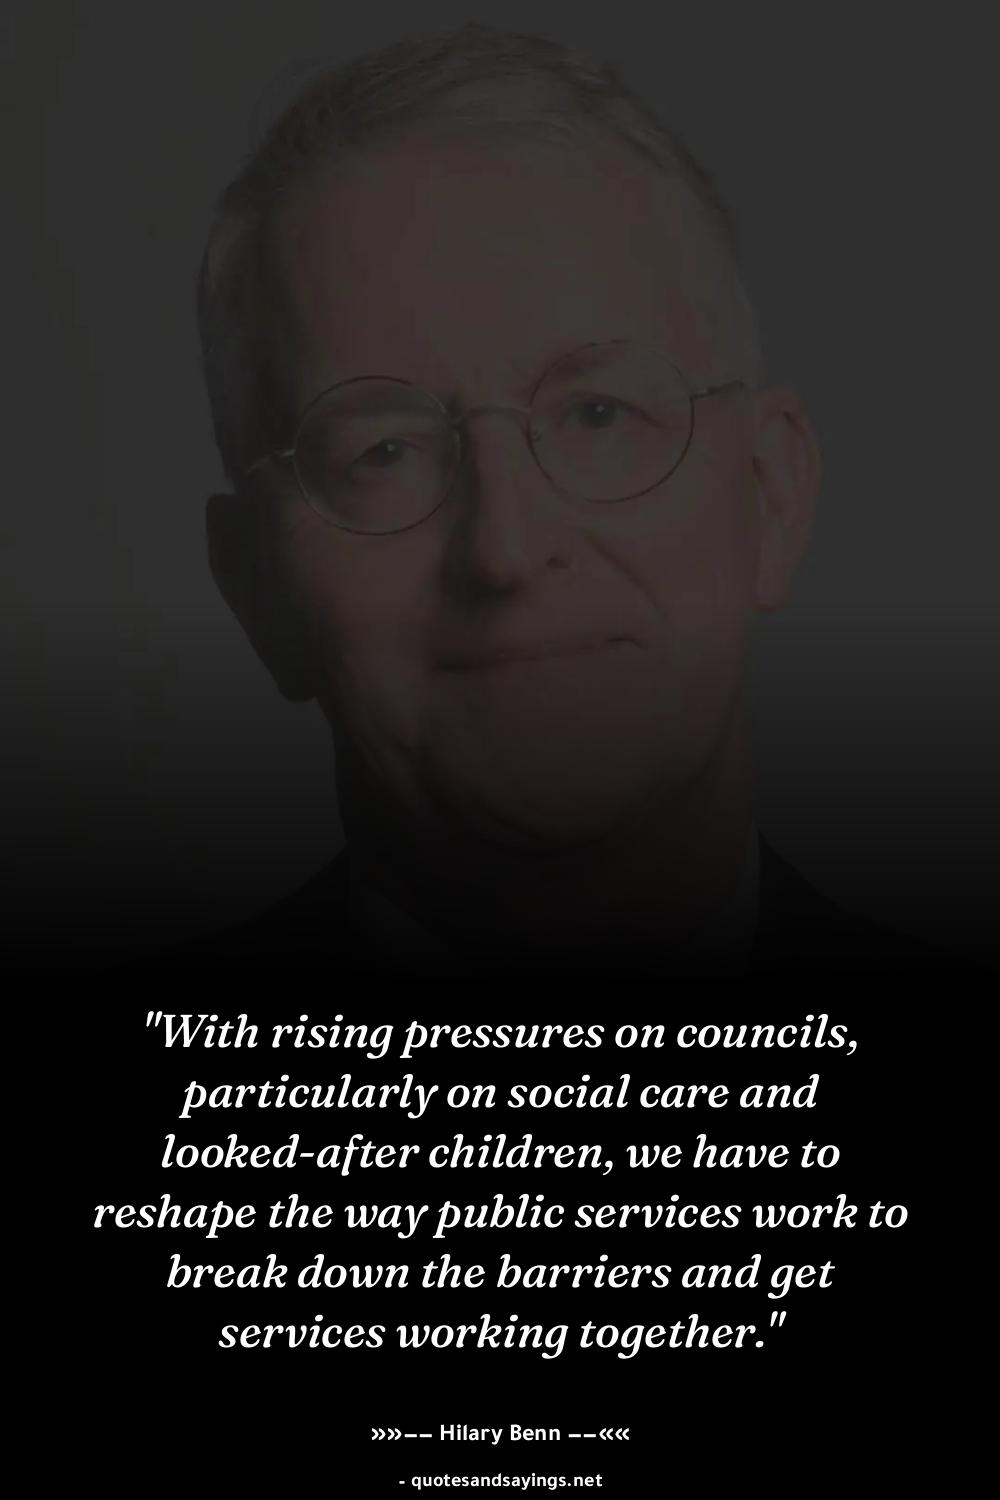 "With rising pressures on councils,
particularly on social care and
looked-after children, we have to
reshape the way public services work to
break down the barriers and get
services working together."
»»—— Hilary Benn ——««
- quotesandsayings.net